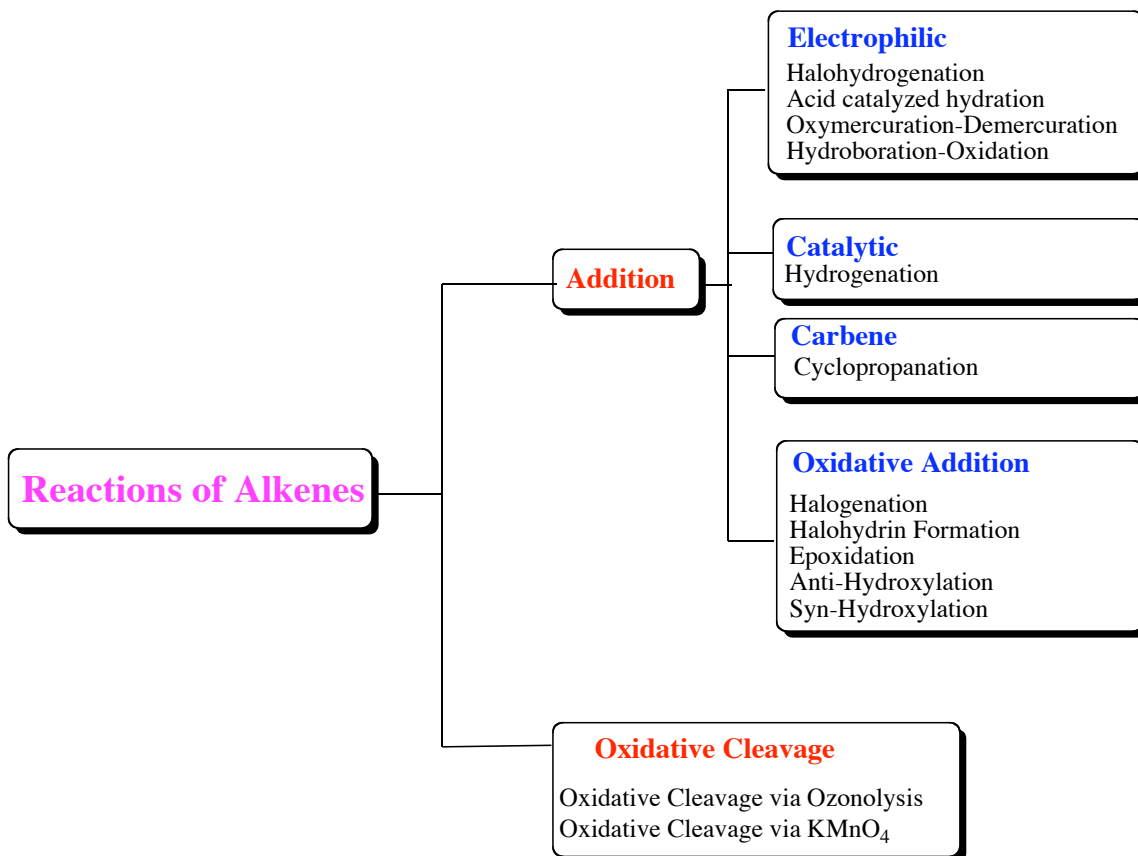 Electrophilic
Halohydrogenation
Acid catalyzed hydration
Oxymercuration-Demercuration
Hydroboration-Oxidation
Catalytic
Hydrogenation
Addition
Carbene
Cyclopropanation
Reactions of Alkenes
Oxidative Addition
Halogenation
Halohydrin Formation
Epoxidation
Anti-Hydroxylation
Syn-Hydroxylation
Oxidative Cleavage
Oxidative Cleavage via Ozonolysis
Oxidative Cleavage via KMnO₄